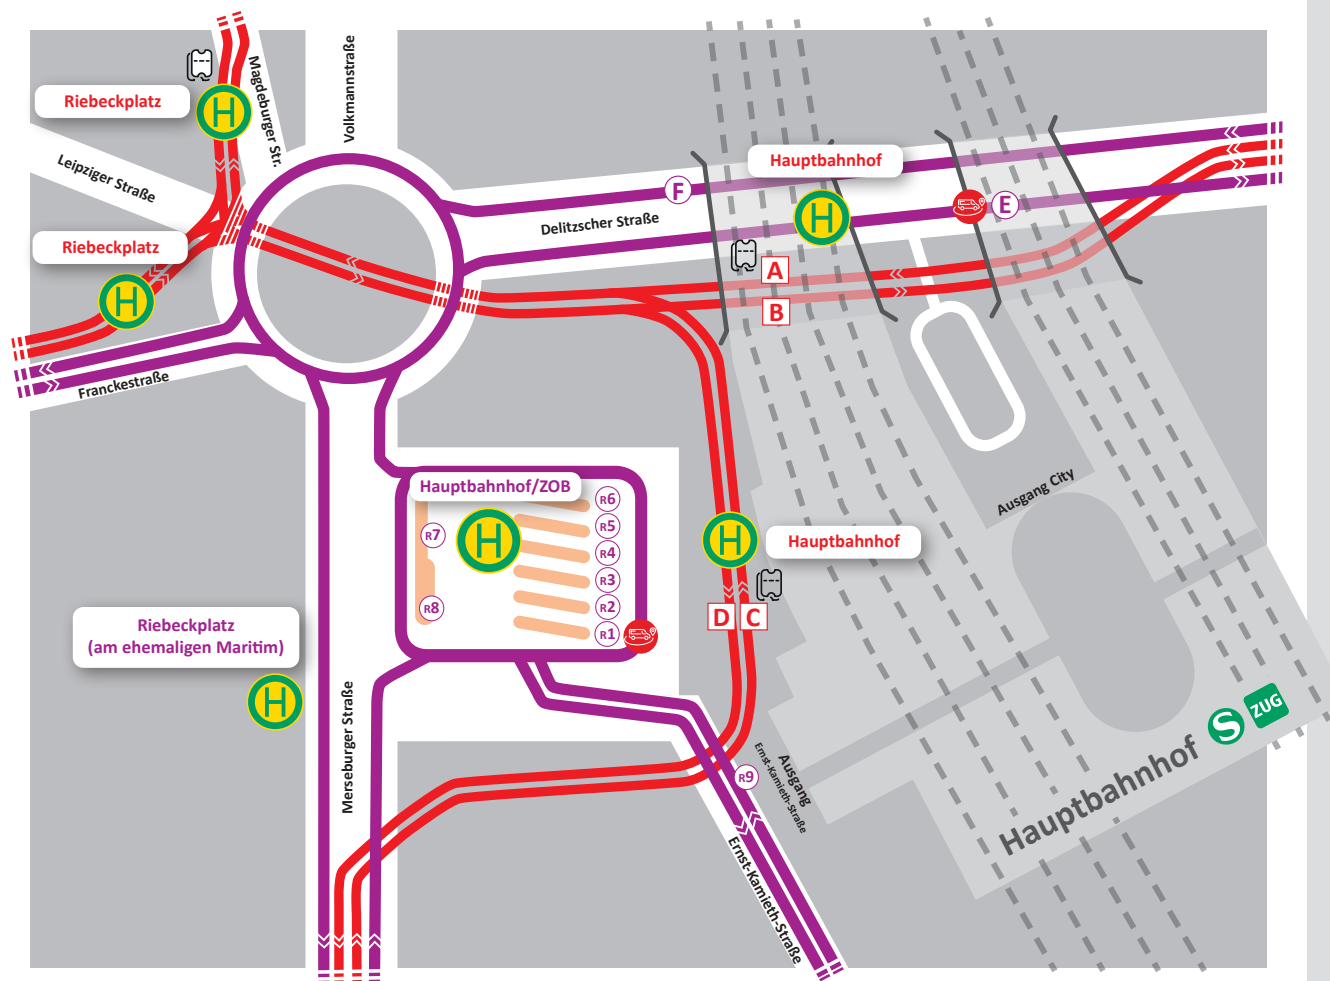 Volkmannstraße
Magdeburger Str.
Riebeckplatz
H
Leipziger Straße
Hauptbahnhof
F
H
E
Delitzscher Straße
Riebeckplatz
H
A
B
Franckestraße
Hauptbahnhof/ZOB
H
R6
R5
R4
R3
R2
R1
R7
R8
Ausgang City
H
Hauptbahnhof
D
C
Riebeckplatz
(am ehemaligen Maritim)
H
Merseburger Straße
R9
Ausgang
Ernst-Kamieth-Straße
Ernst-Kamieth-Straße
Hauptbahnhof
S
ZUG